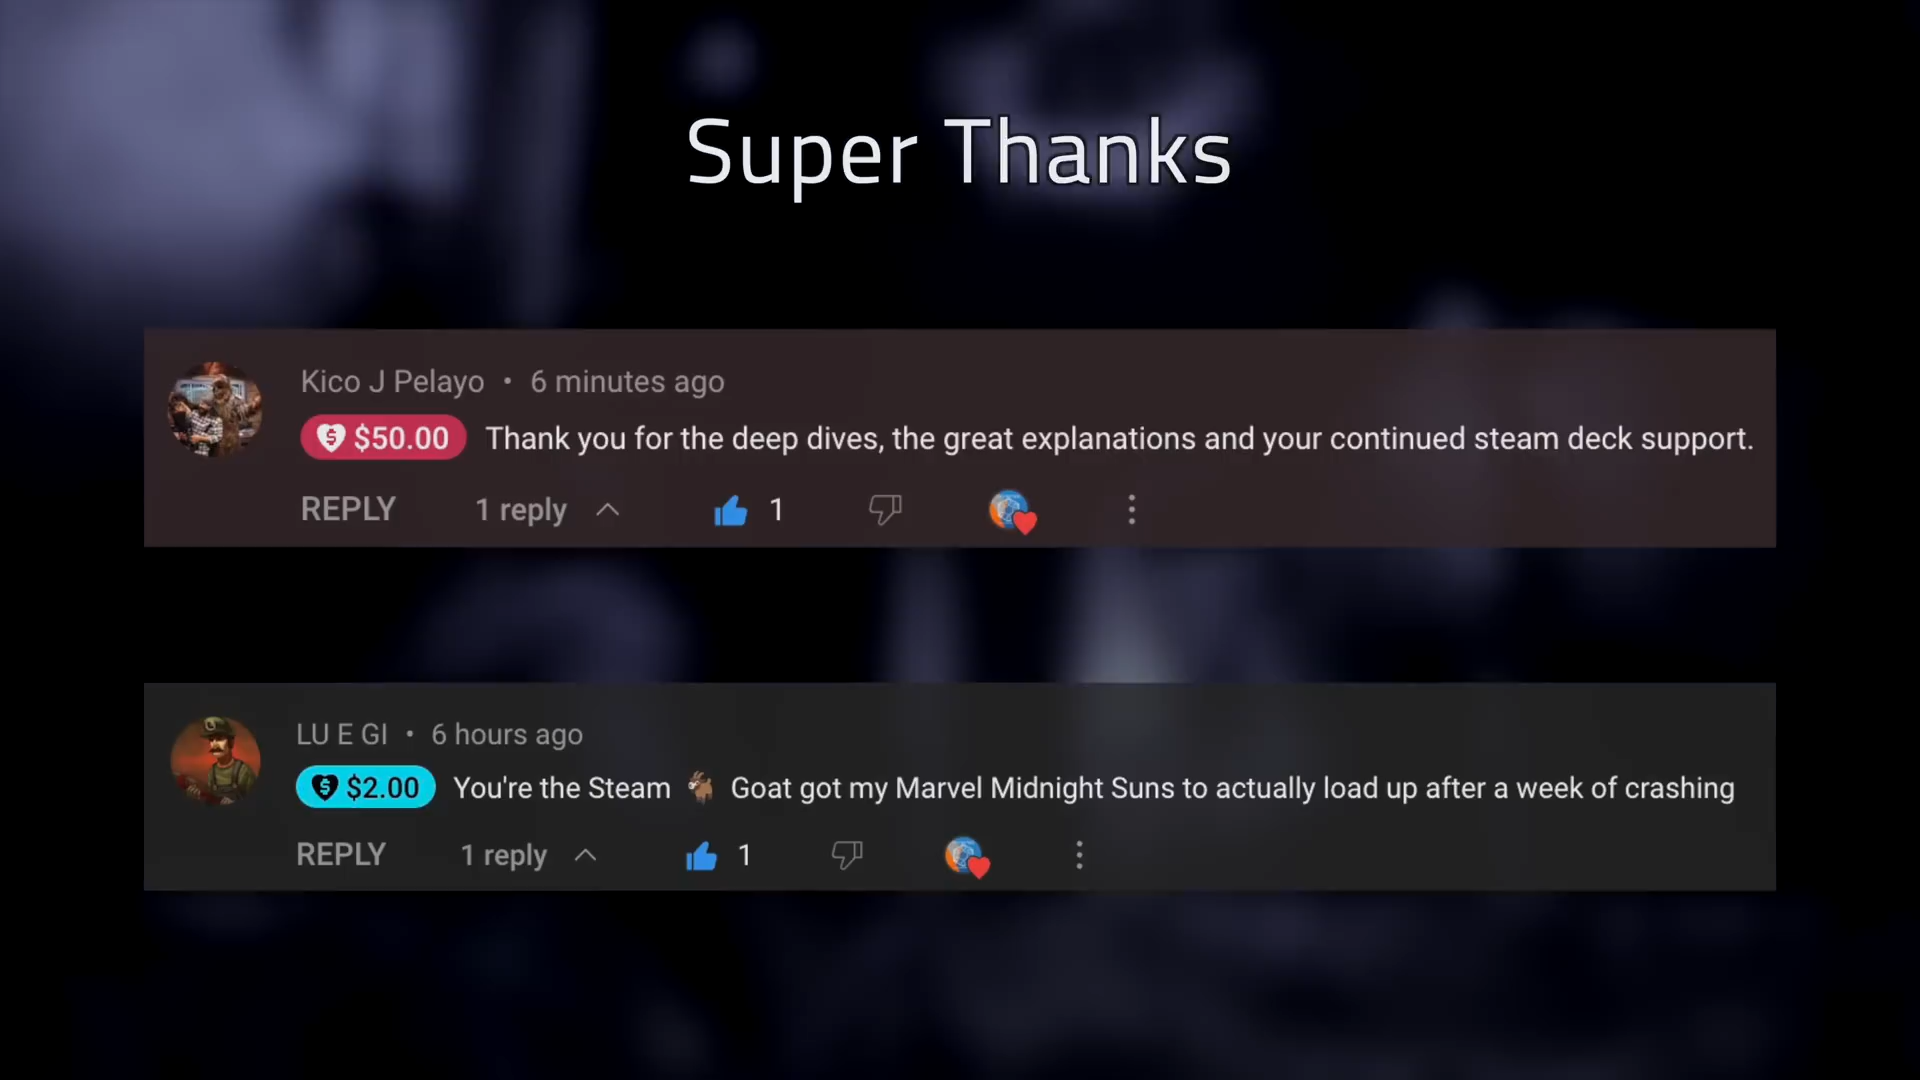 Super Thanks
Kico J Pelayo • 6 minutes ago
$50.00 Thank you for the deep dives, the great explanations and your continued steam deck support.
REPLY 1 reply 1
LU E GI • 6 hours ago
$2.00 You're the Steam 🐐 Goat got my Marvel Midnight Suns to actually load up after a week of crashing
REPLY 1 reply 1